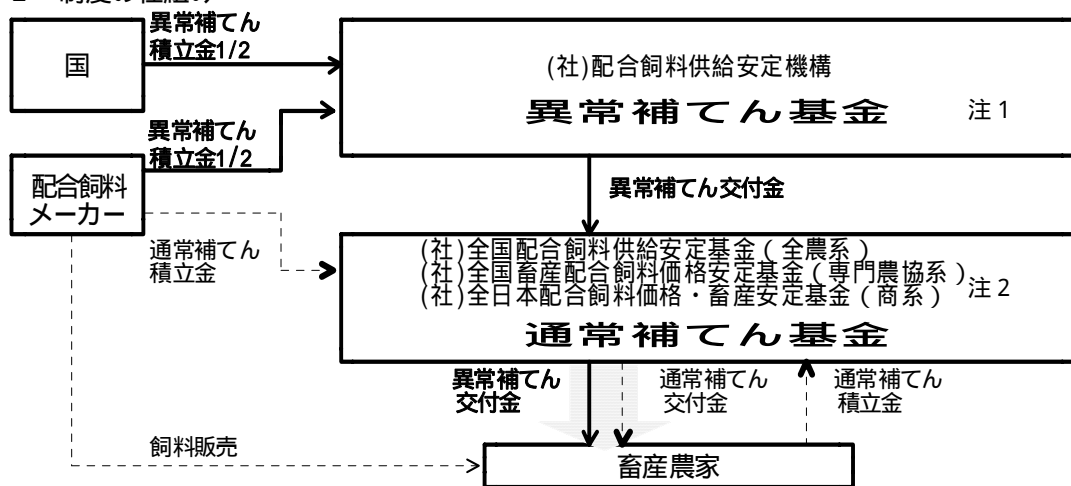 2 制度の仕組み
国
異常補てん
積立金1/2
(社)配合飼料供給安定機構
異常補てん基金
注1
異常補てん
積立金1/2
配合飼料
メーカー
異常補てん交付金
通常補てん
積立金
(社)全国配合飼料供給安定基金(全農系)
(社)全国畜産配合飼料価格安定基金(専門農協系)
(社)全日本配合飼料価格・畜産安定基金(商系)
注2
通常補てん基金
異常補てん
交付金
通常補てん
交付金
通常補てん
積立金
飼料販売
畜産農家